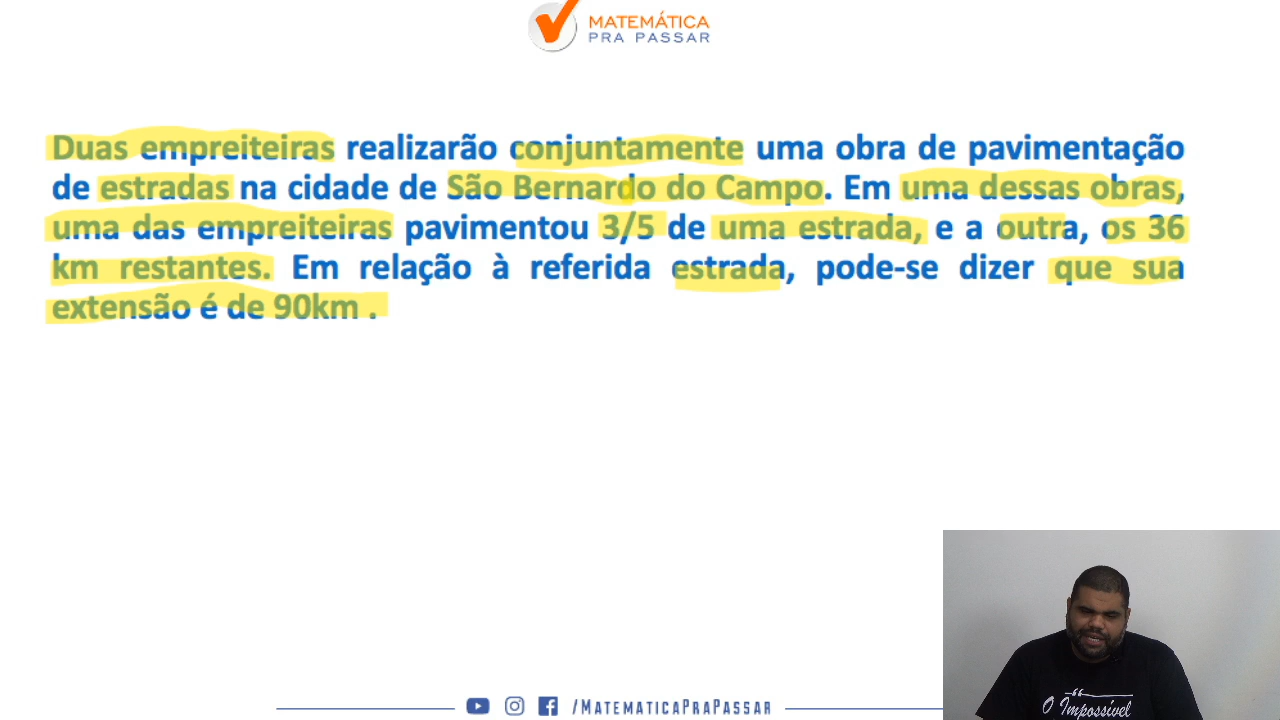 MATEMÁTICA
PRA PASSAR
Duas empreiteiras realizarão conjuntamente uma obra de pavimentação
de estradas na cidade de São Bernardo do Campo. Em uma dessas obras,
uma das empreiteiras pavimentou 3/5 de uma estrada, e a outra, os 36
km restantes. Em relação à referida estrada, pode-se dizer que sua
extensão é de 90km .
O Impossível
/MATEMATICAPRAPASSAR